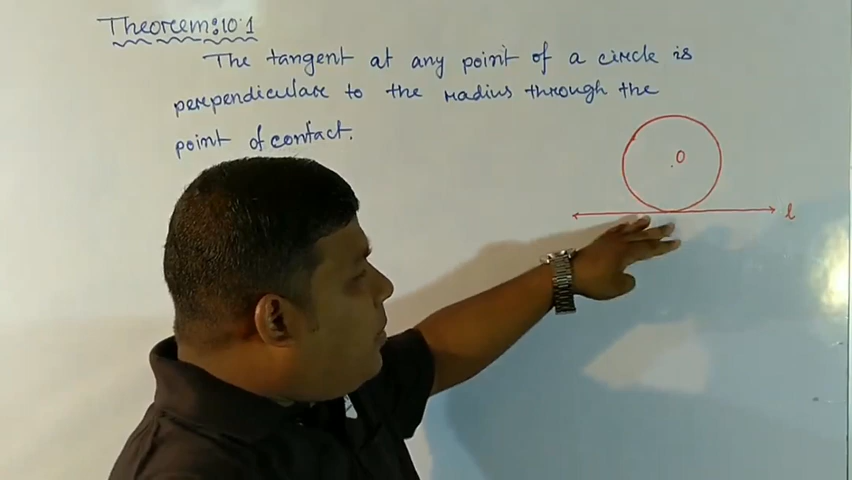 Theorem:10.1
The tangent at any point of a circle is
perpendicular to the radius through the
point of contact.
O
l